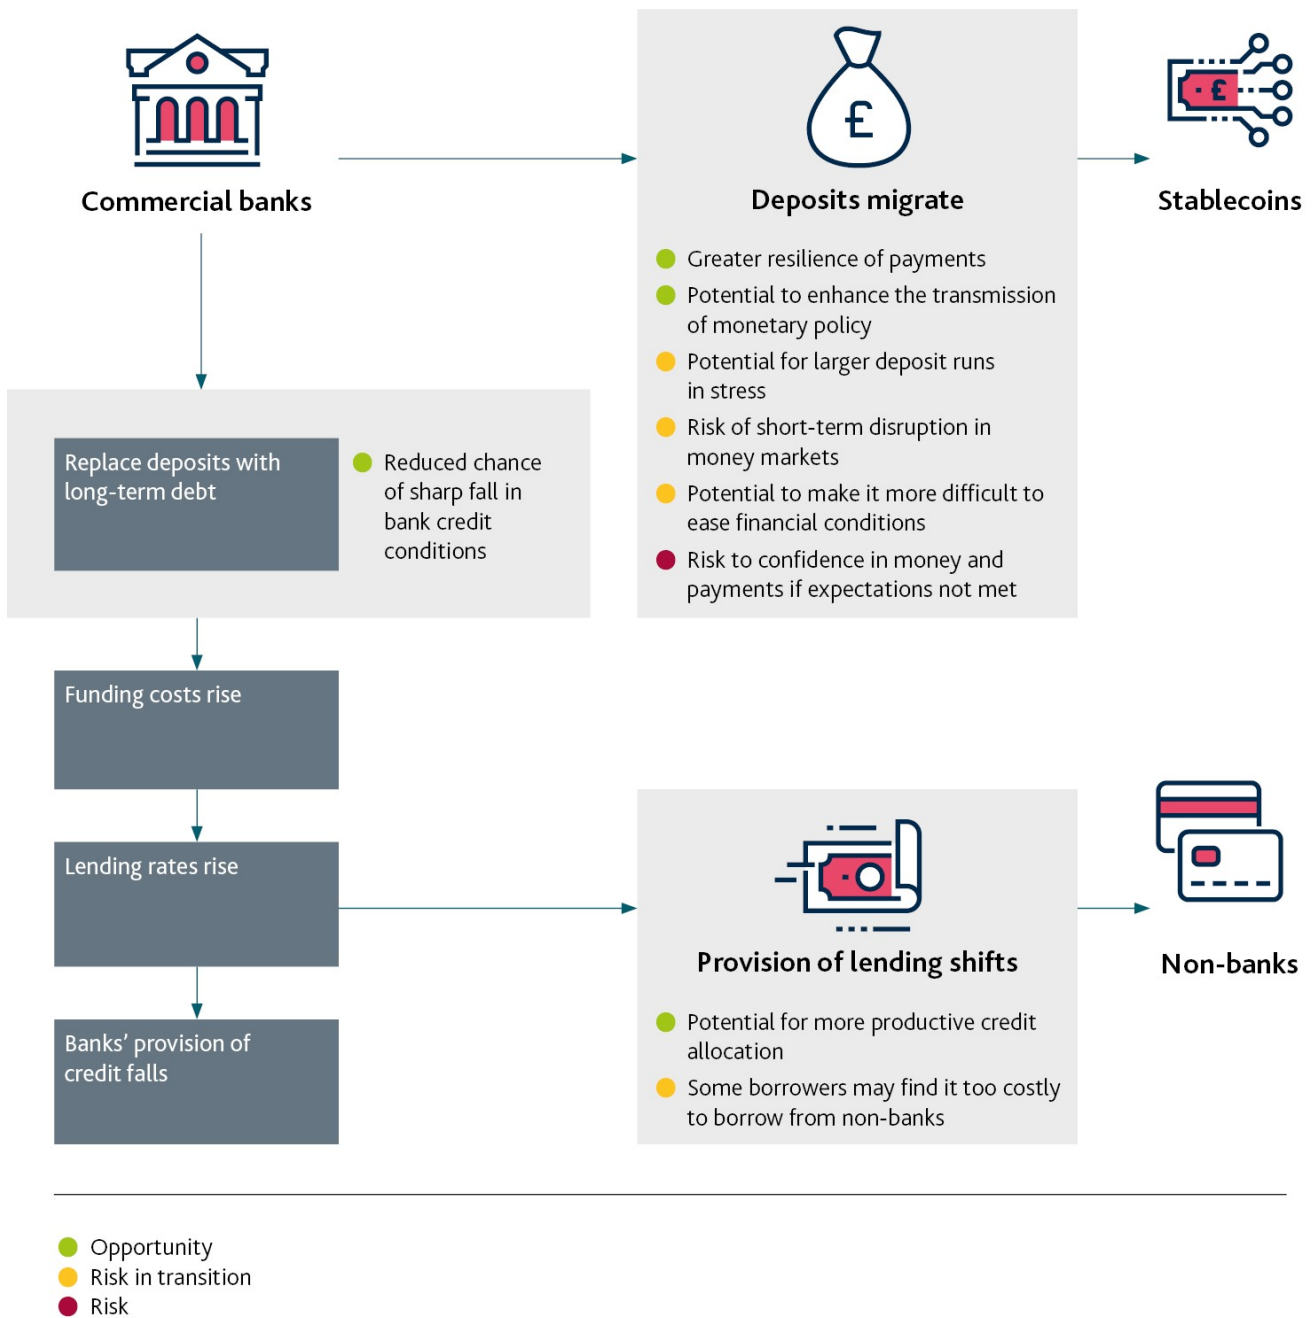 £
£
Commercial banks
Deposits migrate
Stablecoins
Greater resilience of payments
Potential to enhance the transmission
of monetary policy
Potential for larger deposit runs
in stress
Risk of short-term disruption in
money markets
Potential to make it more difficult to
ease financial conditions
Risk to confidence in money and
payments if expectations not met
Replace deposits with
long-term debt
Reduced chance
of sharp fall in
bank credit
conditions
Funding costs rise
Lending rates rise
Banks’ provision of
credit falls
Provision of lending shifts
Non-banks
Potential for more productive credit
allocation
Some borrowers may find it too costly
to borrow from non-banks
Opportunity
Risk in transition
Risk